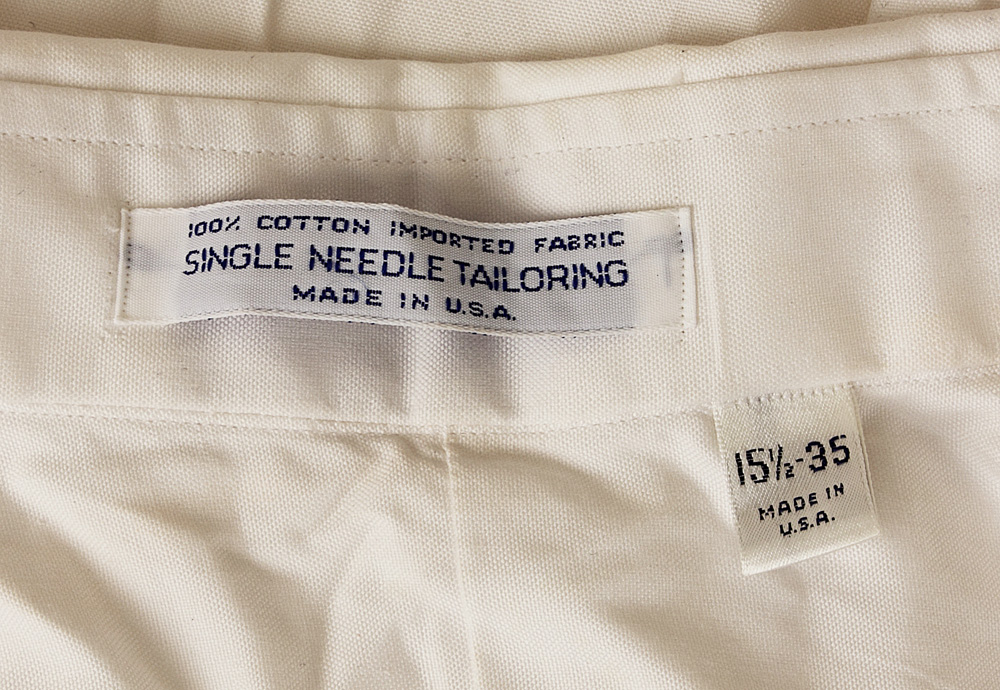 100% COTTON IMPORTED FABRIC
SINGLE NEEDLE TAILORING
MADE IN U.S.A.
15½-35
MADE IN
U.S.A.